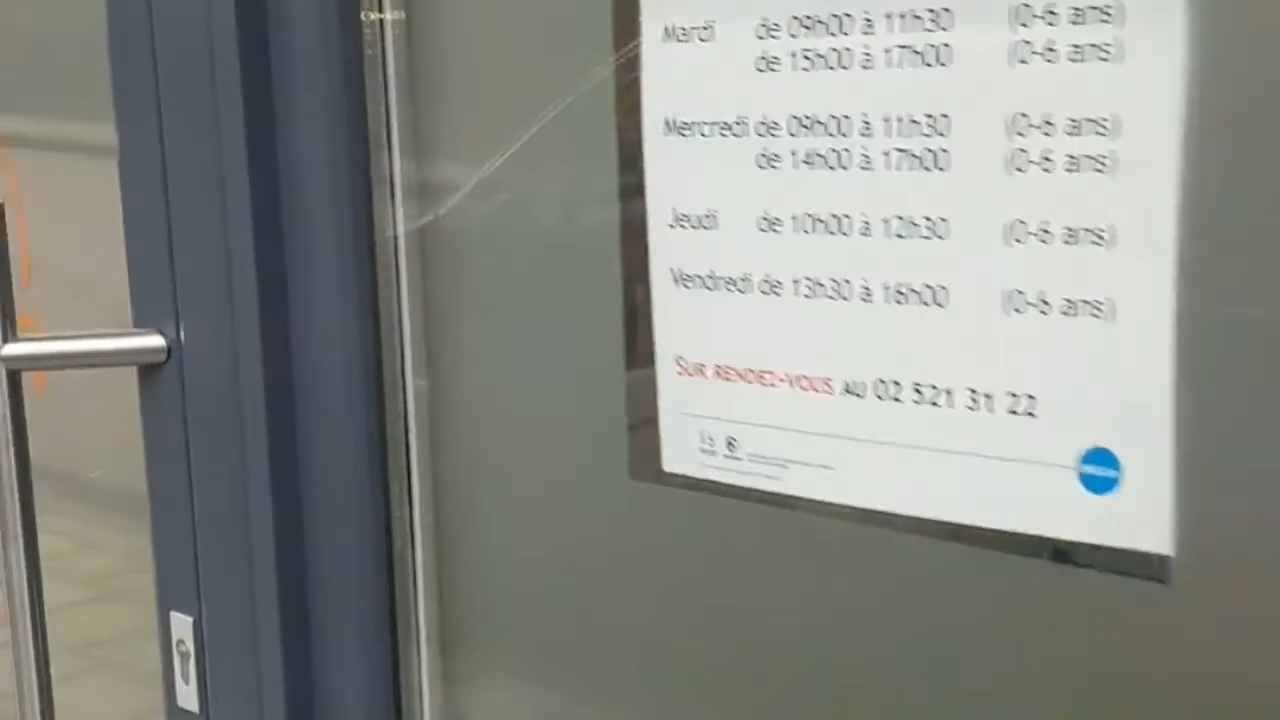 Mardi de 09h00 à 11h30 (0-6 ans)
de 15h00 à 17h00 (0-6 ans)
Mercredi de 09h00 à 11h30 (0-6 ans)
de 14h00 à 17h00 (0-6 ans)
Jeudi de 10h00 à 12h30 (0-6 ans)
Vendredi de 13h30 à 16h00 (0-6 ans)
SUR RENDEZ-VOUS AU 02 521 31 22